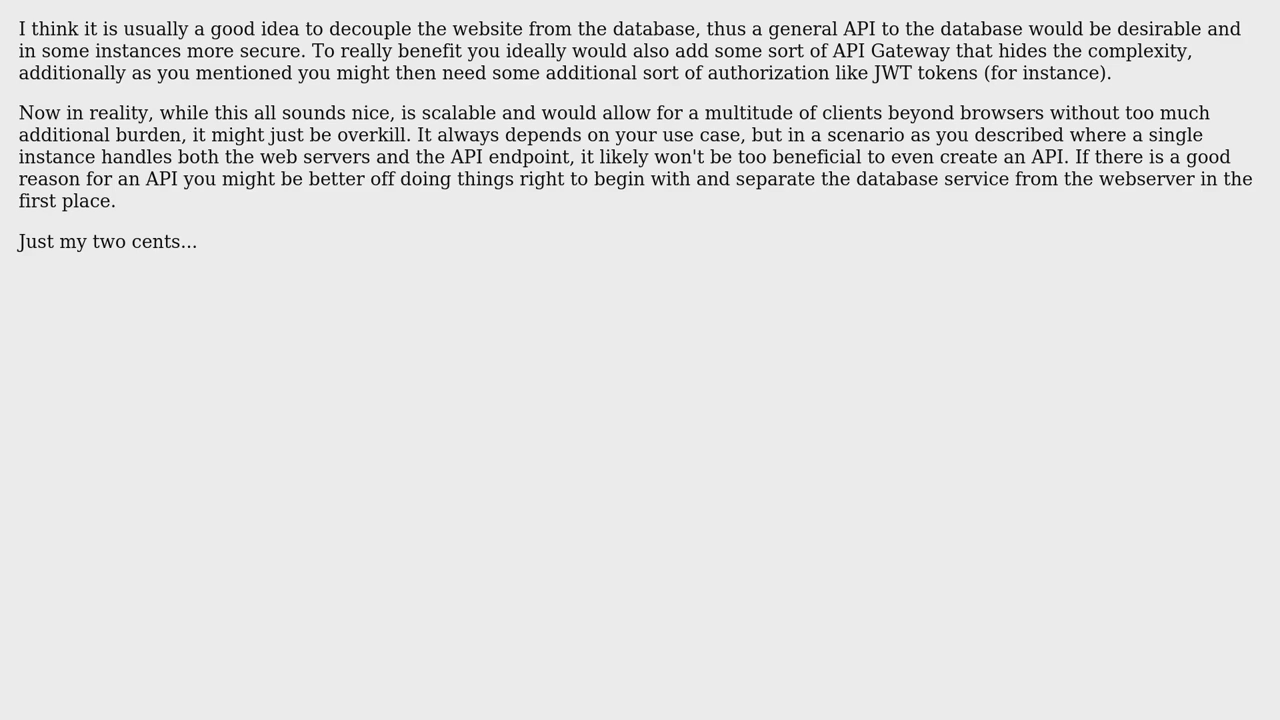 I think it is usually a good idea to decouple the website from the database, thus a general API to the database would be desirable and
in some instances more secure. To really benefit you ideally would also add some sort of API Gateway that hides the complexity,
additionally as you mentioned you might then need some additional sort of authorization like JWT tokens (for instance).
Now in reality, while this all sounds nice, is scalable and would allow for a multitude of clients beyond browsers without too much
additional burden, it might just be overkill. It always depends on your use case, but in a scenario as you described where a single
instance handles both the web servers and the API endpoint, it likely won't be too beneficial to even create an API. If there is a good
reason for an API you might be better off doing things right to begin with and separate the database service from the webserver in the
first place.
Just my two cents...